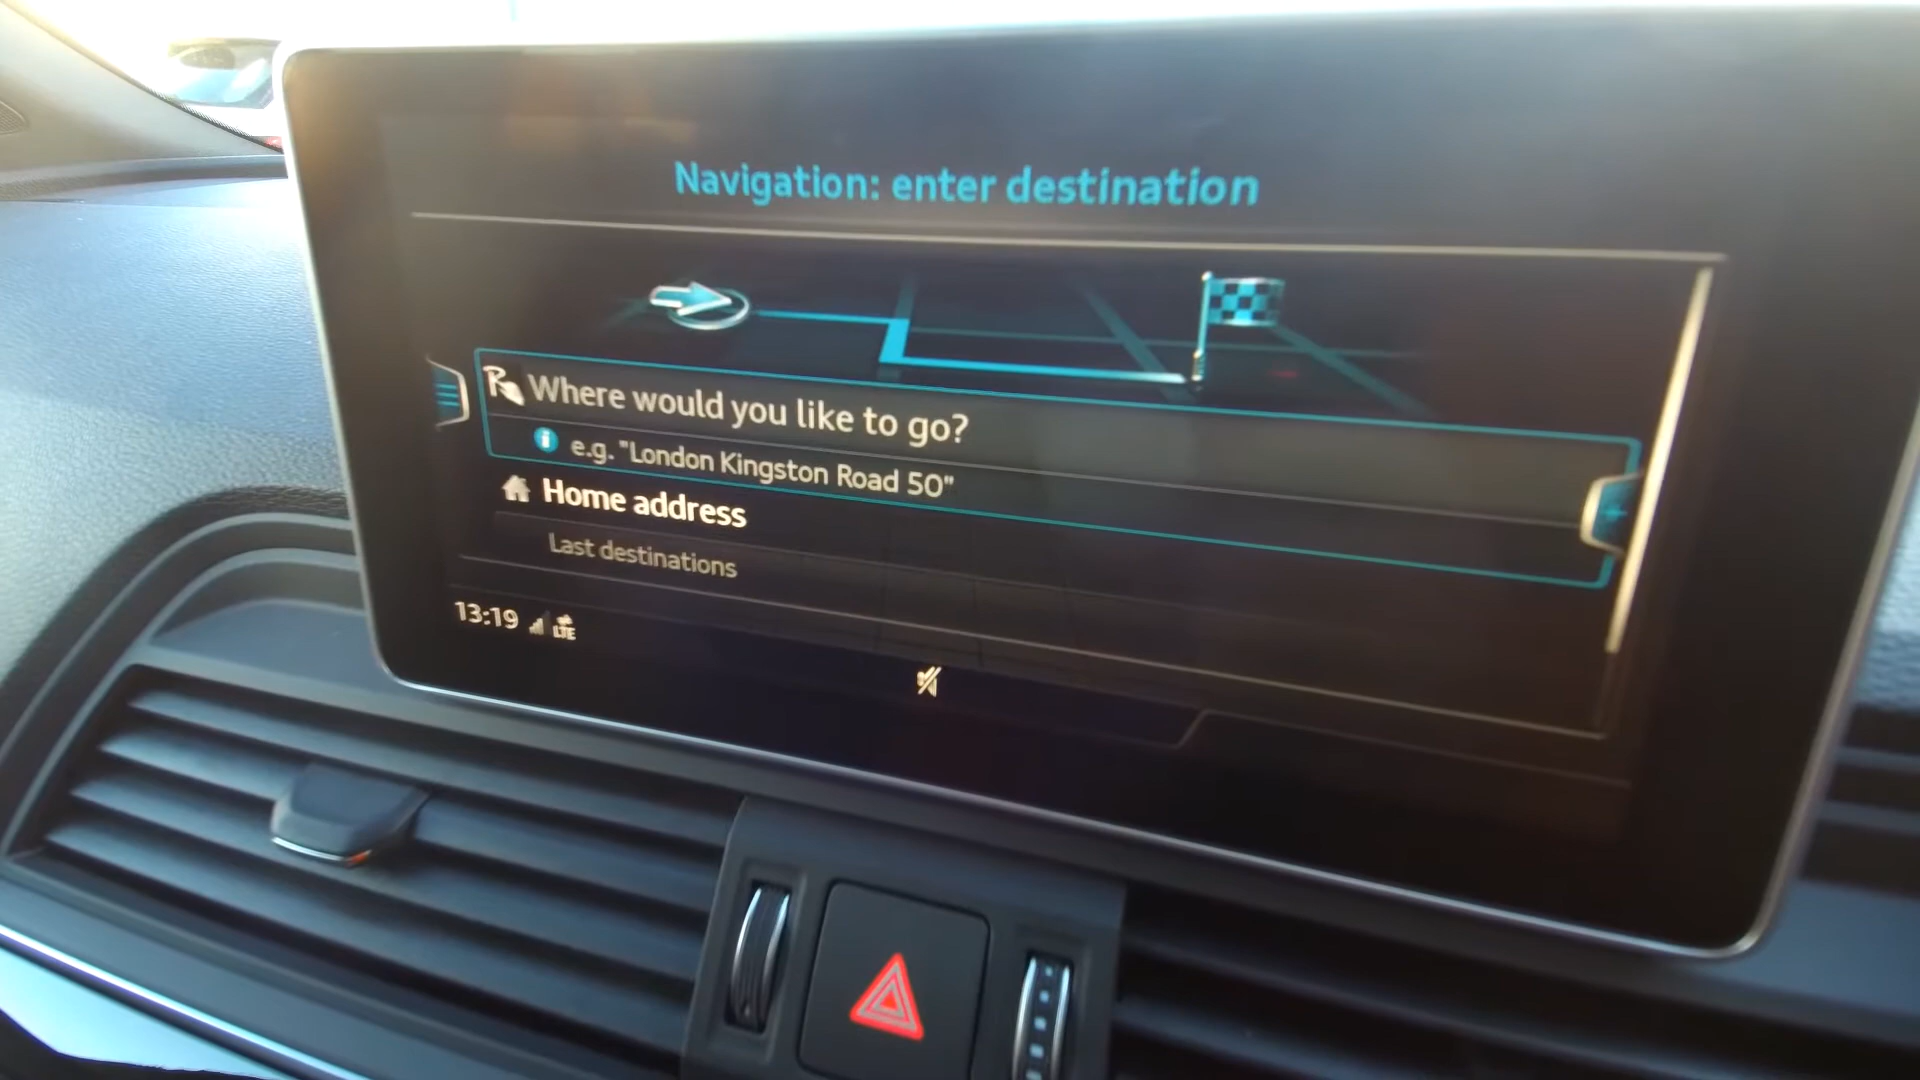 Navigation: enter destination
Where would you like to go?
e.g. "London Kingston Road 50"
Home address
Last destinations
13:19 LTE